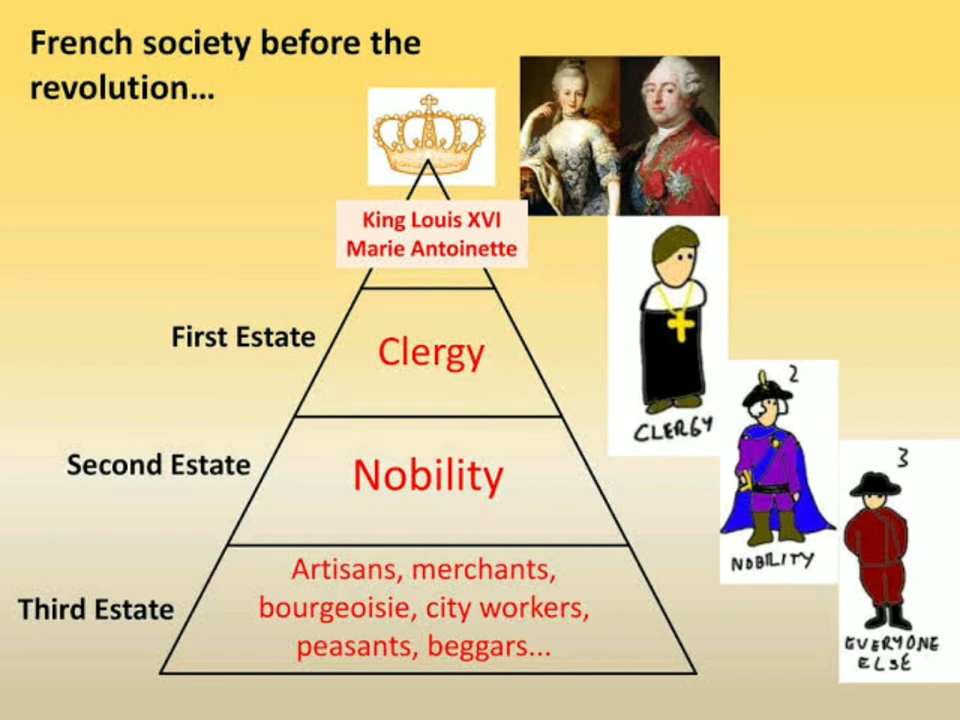 French society before the
revolution...
King Louis XVI
Marie Antoinette
First Estate
Clergy
CLERGY
Second Estate
Nobility
2
NOBILITY
Third Estate
Artisans, merchants,
bourgeoisie, city workers,
peasants, beggars...
3
EVERYONE
ELSE